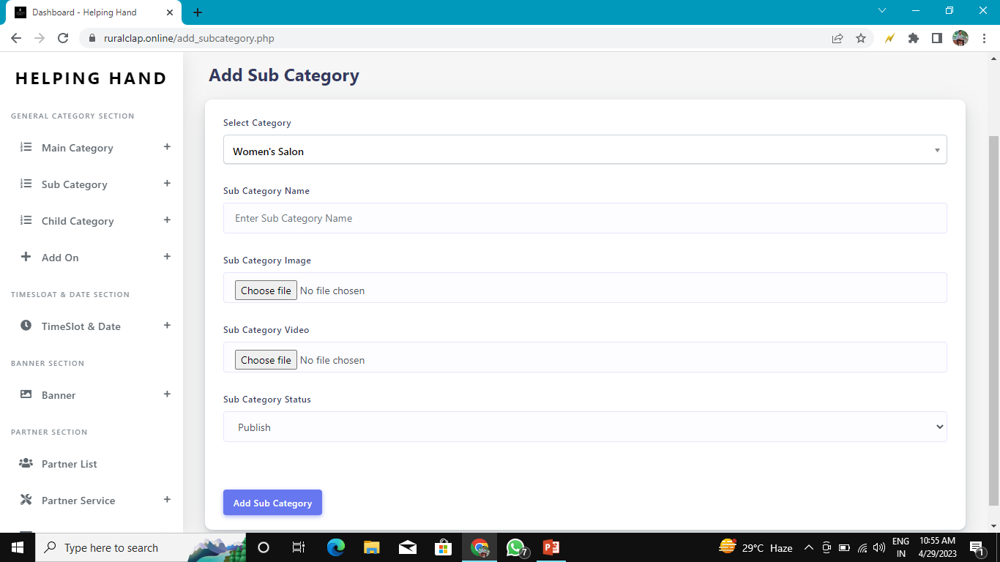 Dashboard - Helping Hand
ruralclap.online/add_subcategory.php
HELPING HAND
GENERAL CATEGORY SECTION
Main Category +
Sub Category +
Child Category +
Add On +
TIMESLOAT & DATE SECTION
TimeSlot & Date +
BANNER SECTION
Banner +
PARTNER SECTION
Partner List
Partner Service +
Add Sub Category
Select Category
Women's Salon
Sub Category Name
Enter Sub Category Name
Sub Category Image
Choose file No file chosen
Sub Category Video
Choose file No file chosen
Sub Category Status
Publish
Add Sub Category
Type here to search
7
29°C Haze
ENG
IN
10:55 AM
4/29/2023
1